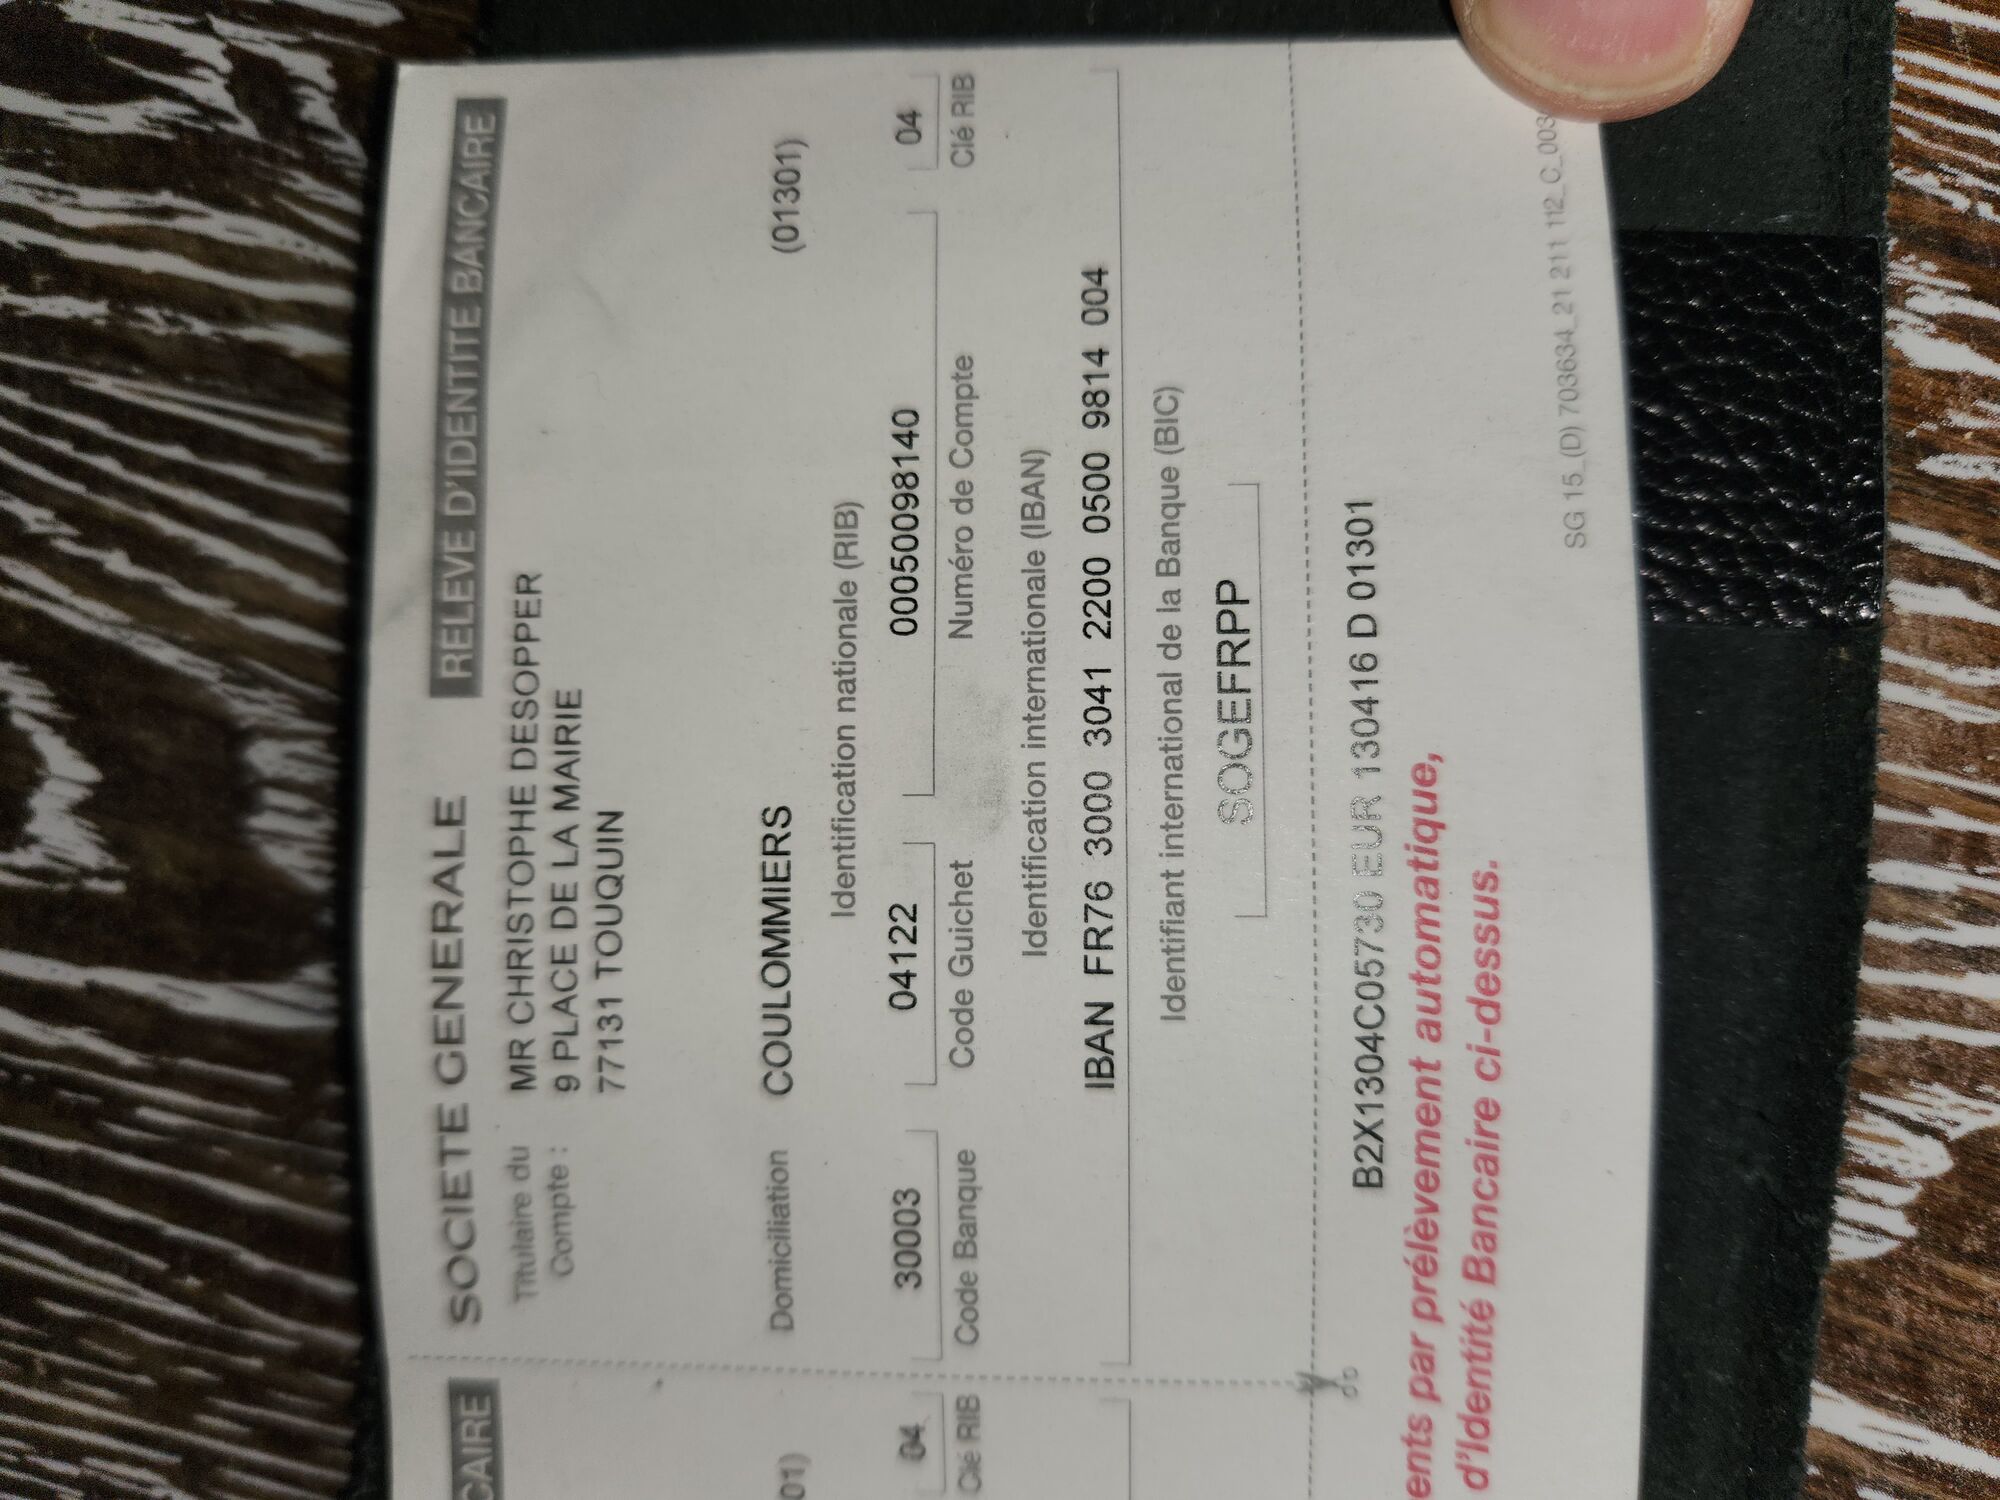 SOCIETE GENERALE RELEVE D'IDENTITE BANCAIRE
Titulaire du MR CHRISTOPHE DESOPPER
Compte : 9 PLACE DE LA MAIRIE
77131 TOUQUIN
Domiciliation COULOMMIERS (01301)
Identification nationale (RIB)
30003 04122 00050098140 04
Code Banque Code Guichet Numéro de Compte Clé RIB
Identification internationale (IBAN)
IBAN FR76 3000 3041 2200 0500 9814 004
Identifiant international de la Banque (BIC)
SOGEFRPP
B2X1304C05730 EUR 130416 D 01301
ents par prélèvement automatique,
d'Identité Bancaire ci-dessus.
SG 15_(D) 703634_21 211 112_C_003
CAIRE
01)
04
Clé RIB